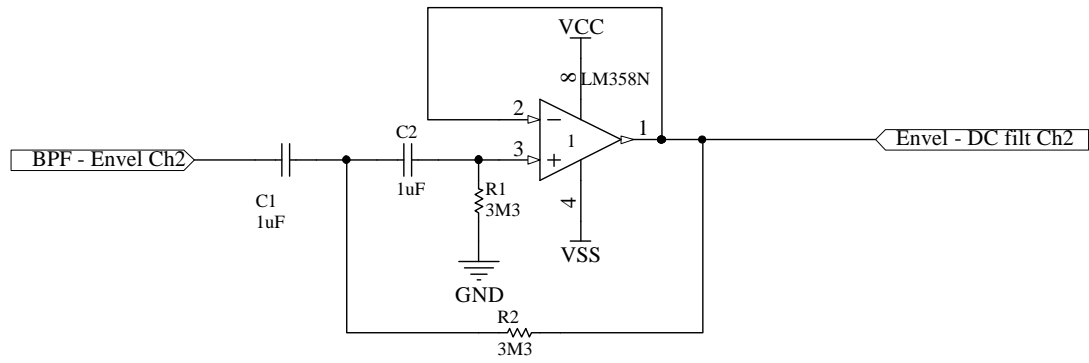 VCC
8
LM358N
2
1
C2
BPF - Envel Ch2
3
1
Envel - DC filt Ch2
C1
1uF
1uF
R1
3M3
4
VSS
GND
R2
3M3